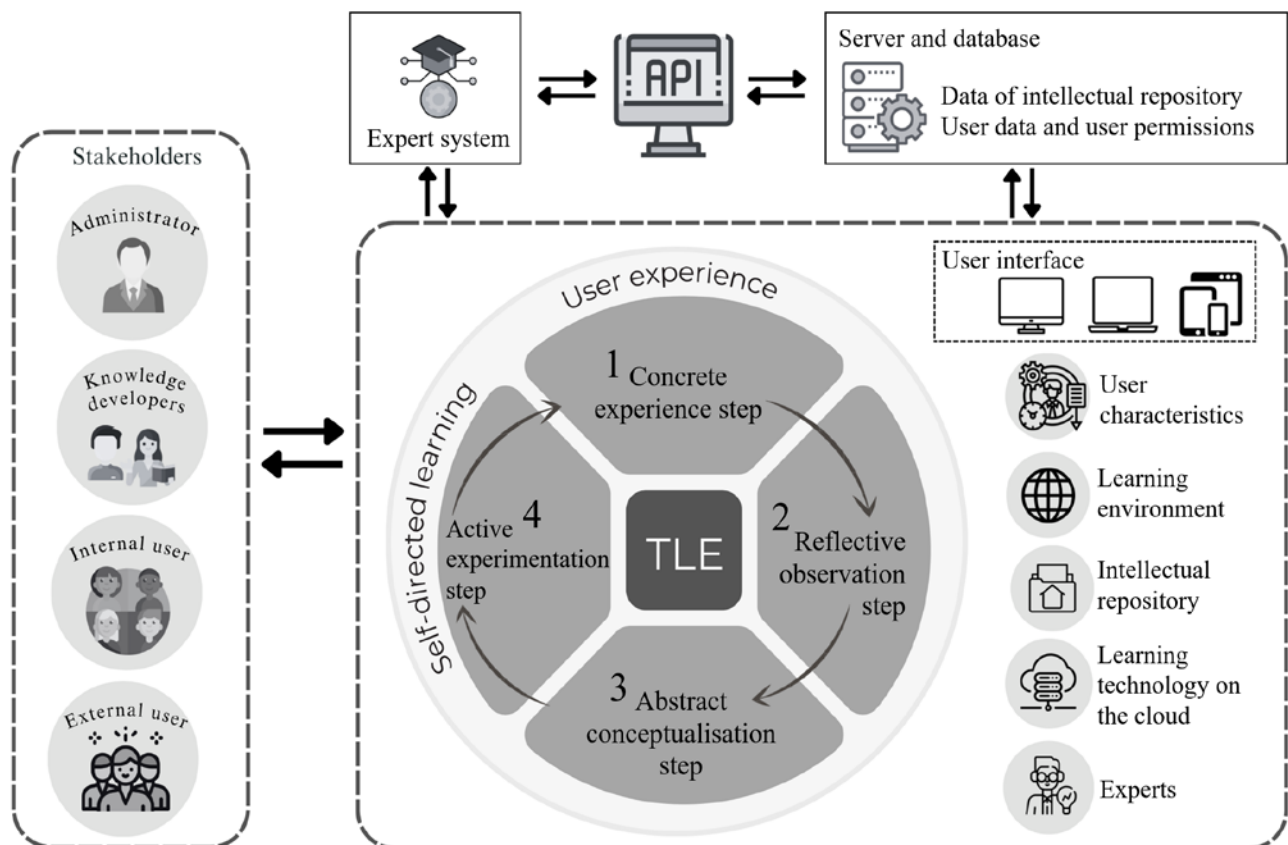 Expert system
API
Server and database
Data of intellectual repository
User data and user permissions
Stakeholders
Administrator
Knowledge
developers
Internal user
External user
User experience
Self-directed learning
1 Concrete
experience step
2 Reflective
observation
step
3 Abstract
conceptualisation
step
Active 4
experimentation
step
TLE
User interface
User
characteristics
Learning
environment
Intellectual
repository
Learning
technology on
the cloud
Experts